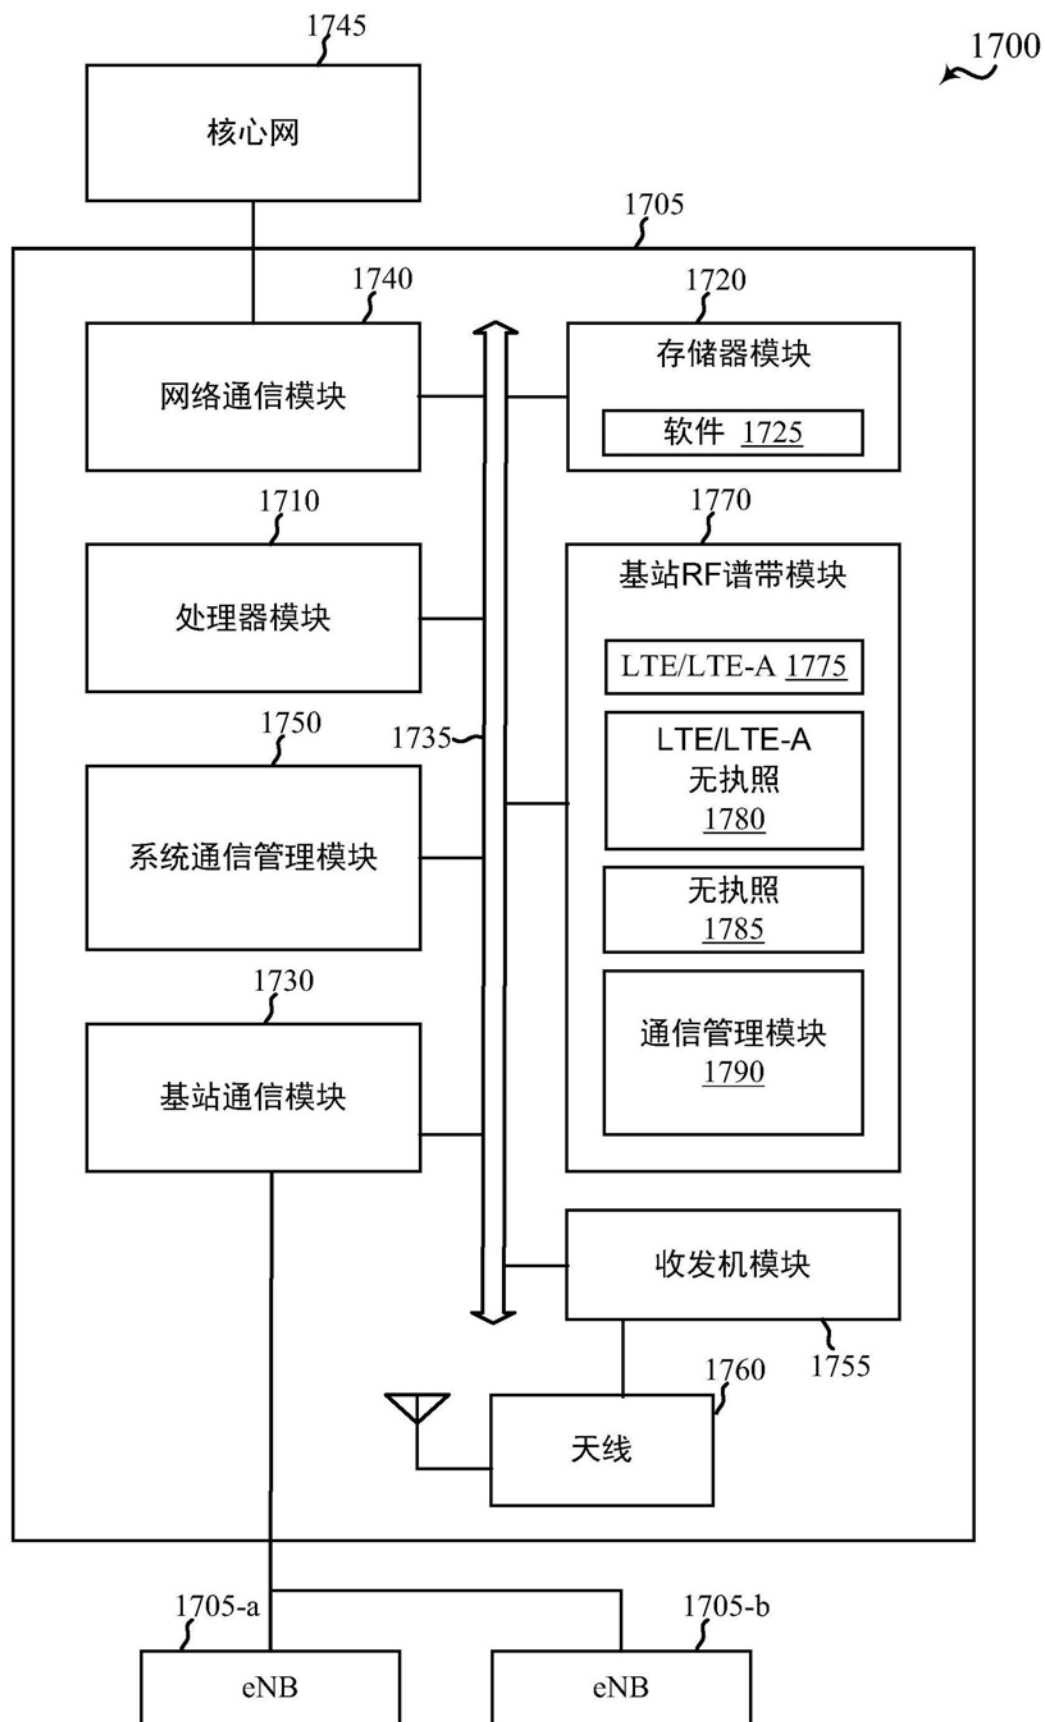 1745
1700
核心网
1705
1740
1720
网络通信模块
存储器模块
软件 1725
1710
1770
处理器模块
基站RF谱带模块
LTE/LTE-A 1775
1750
1735
LTE/LTE-A
无执照
1780
系统通信管理模块
无执照
1785
1730
通信管理模块
1790
基站通信模块
收发机模块
1755
1760
天线
1705-a
1705-b
eNB
eNB